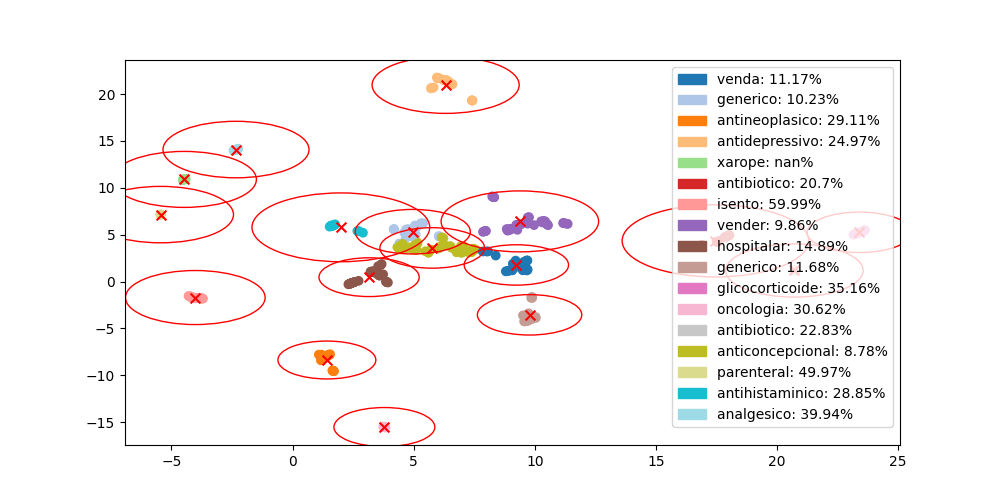 20
15
10
5
0
−5
−10
−15
−5
0
5
10
15
20
25
venda: 11.17%
generico: 10.23%
antineoplasico: 29.11%
antidepressivo: 24.97%
xarope: nan%
antibiotico: 20.7%
isento: 59.99%
vender: 9.86%
hospitalar: 14.89%
generico: 11.68%
glicocorticoide: 35.16%
oncologia: 30.62%
antibiotico: 22.83%
anticoncepcional: 8.78%
parenteral: 49.97%
antihistaminico: 28.85%
analgesico: 39.94%